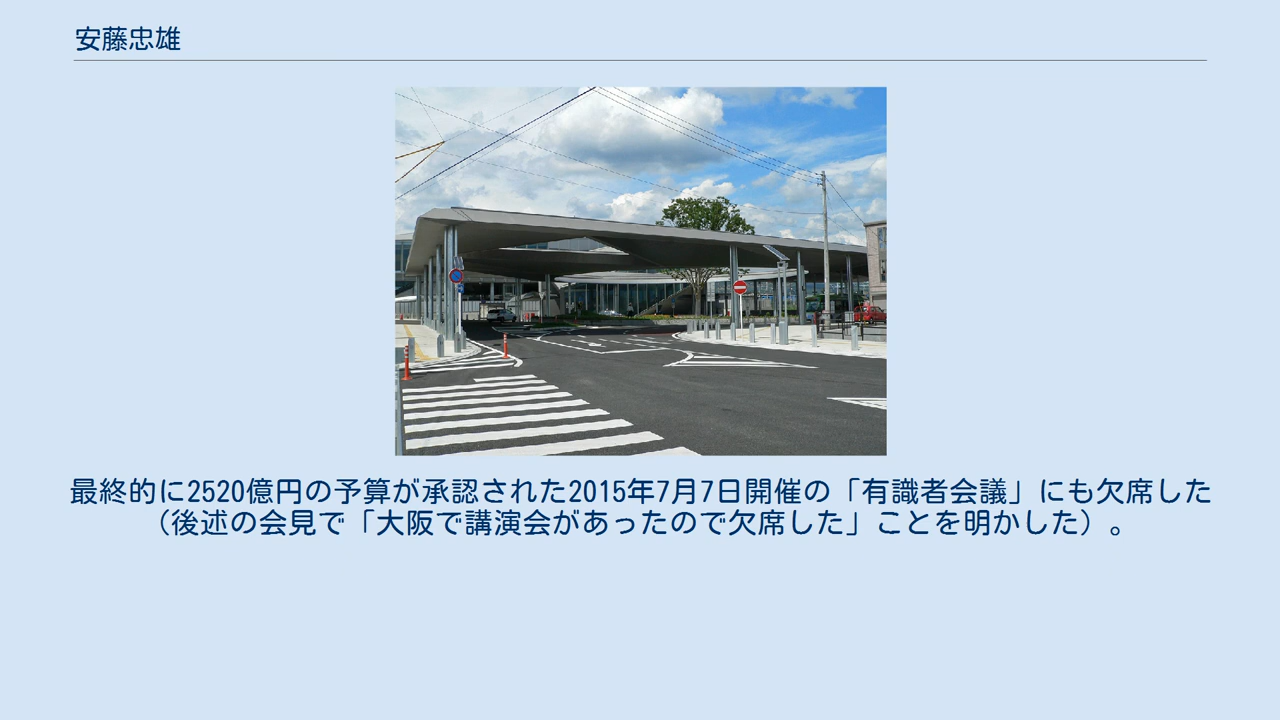 安藤忠雄
最終的に2520億円の予算が承認された2015年7月7日開催の「有識者会議」にも欠席した
（後述の会見で「大阪で講演会があったので欠席した」ことを明かした）。